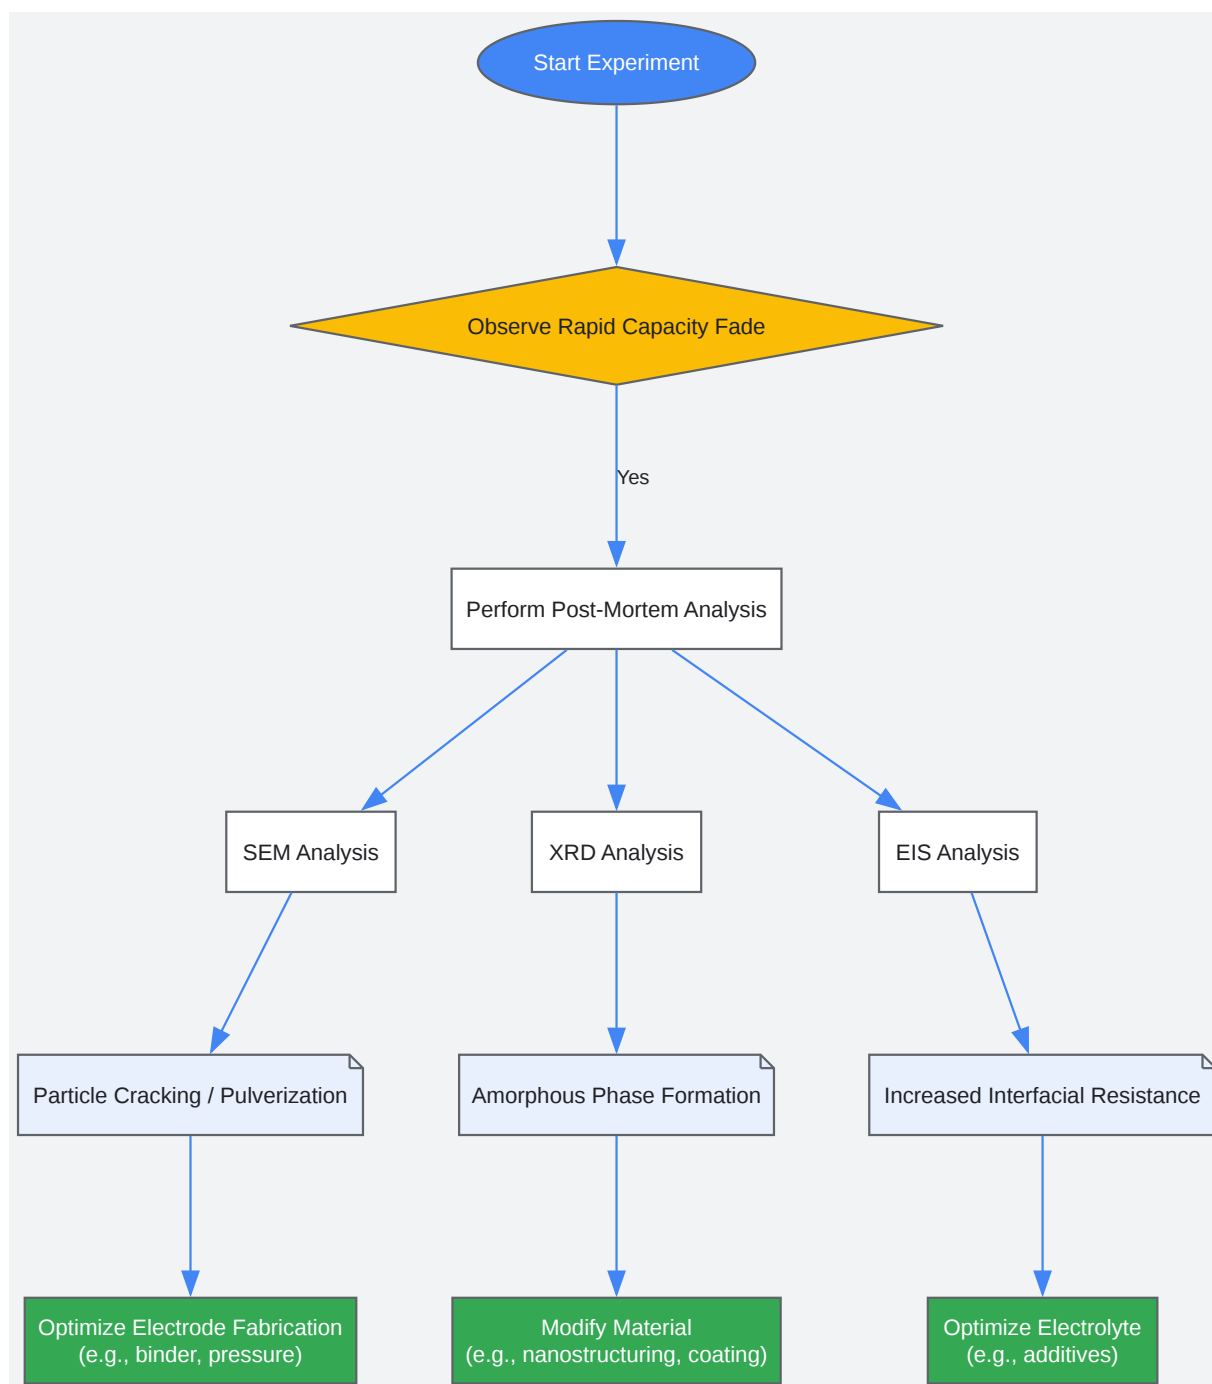 Start Experiment
Observe Rapid Capacity Fade
Yes
Perform Post-Mortem Analysis
SEM Analysis
XRD Analysis
EIS Analysis
Particle Cracking / Pulverization
Amorphous Phase Formation
Increased Interfacial Resistance
Optimize Electrode Fabrication
(e.g., binder, pressure)
Modify Material
(e.g., nanostructuring, coating)
Optimize Electrolyte
(e.g., additives)